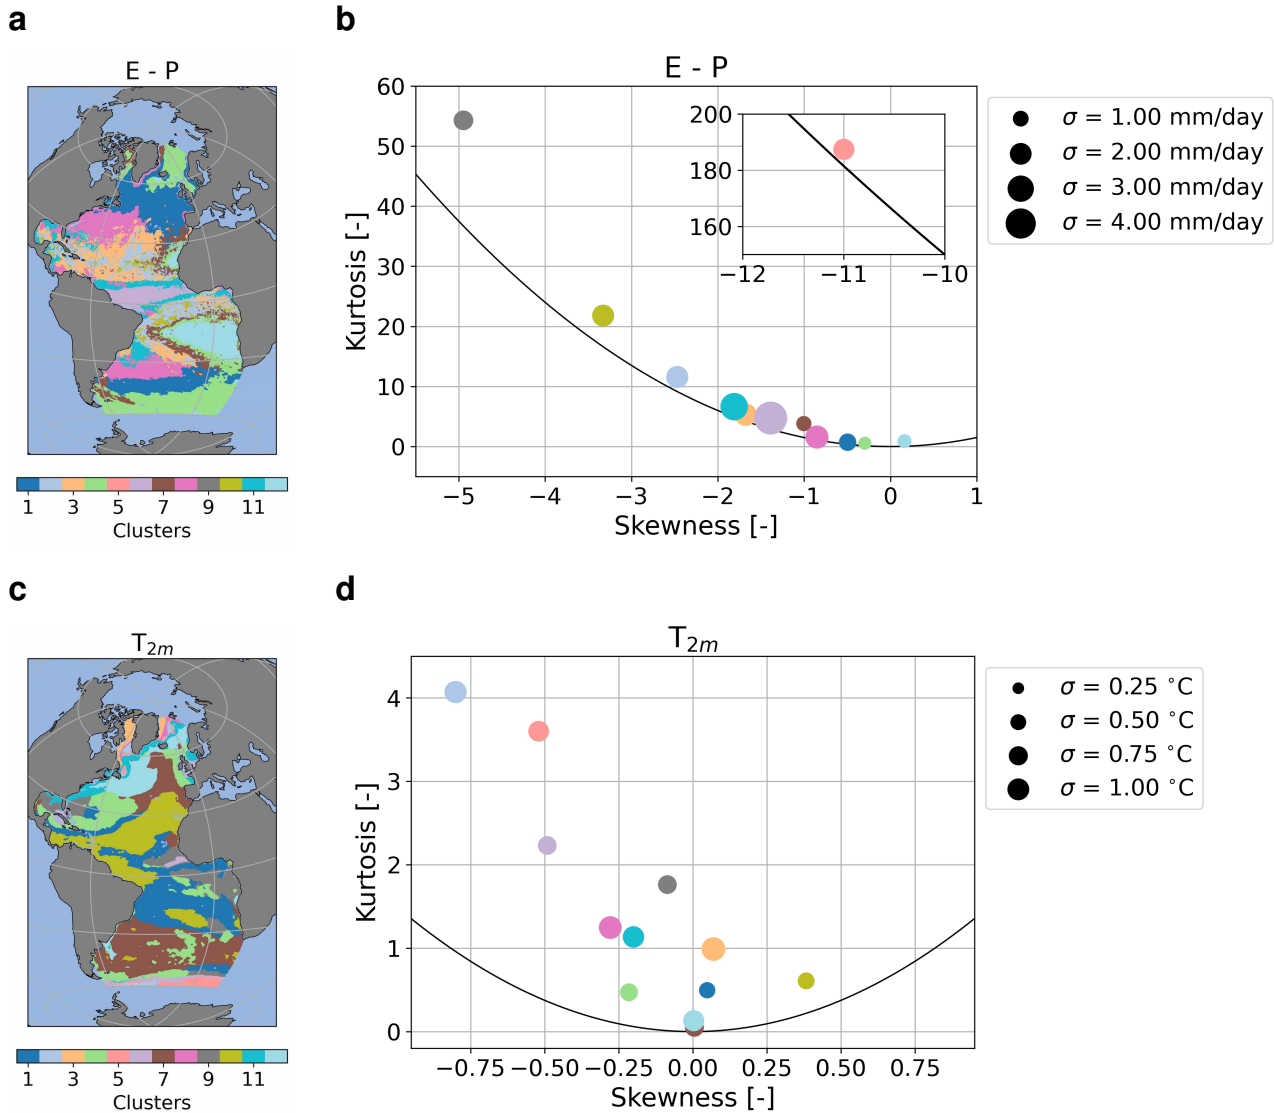 a
E - P
1 3 5 7 9 11
Clusters
b
E - P
60
50
40
30
20
10
0
Kurtosis [-]
−5 −4 −3 −2 −1 0 1
Skewness [-]
200
180
160
−12 −11 −10
σ = 1.00 mm/day
σ = 2.00 mm/day
σ = 3.00 mm/day
σ = 4.00 mm/day
c
T₂ₘ
1 3 5 7 9 11
Clusters
d
T₂ₘ
4
3
2
1
0
Kurtosis [-]
−0.75 −0.50 −0.25 0.00 0.25 0.50 0.75
Skewness [-]
σ = 0.25 °C
σ = 0.50 °C
σ = 0.75 °C
σ = 1.00 °C